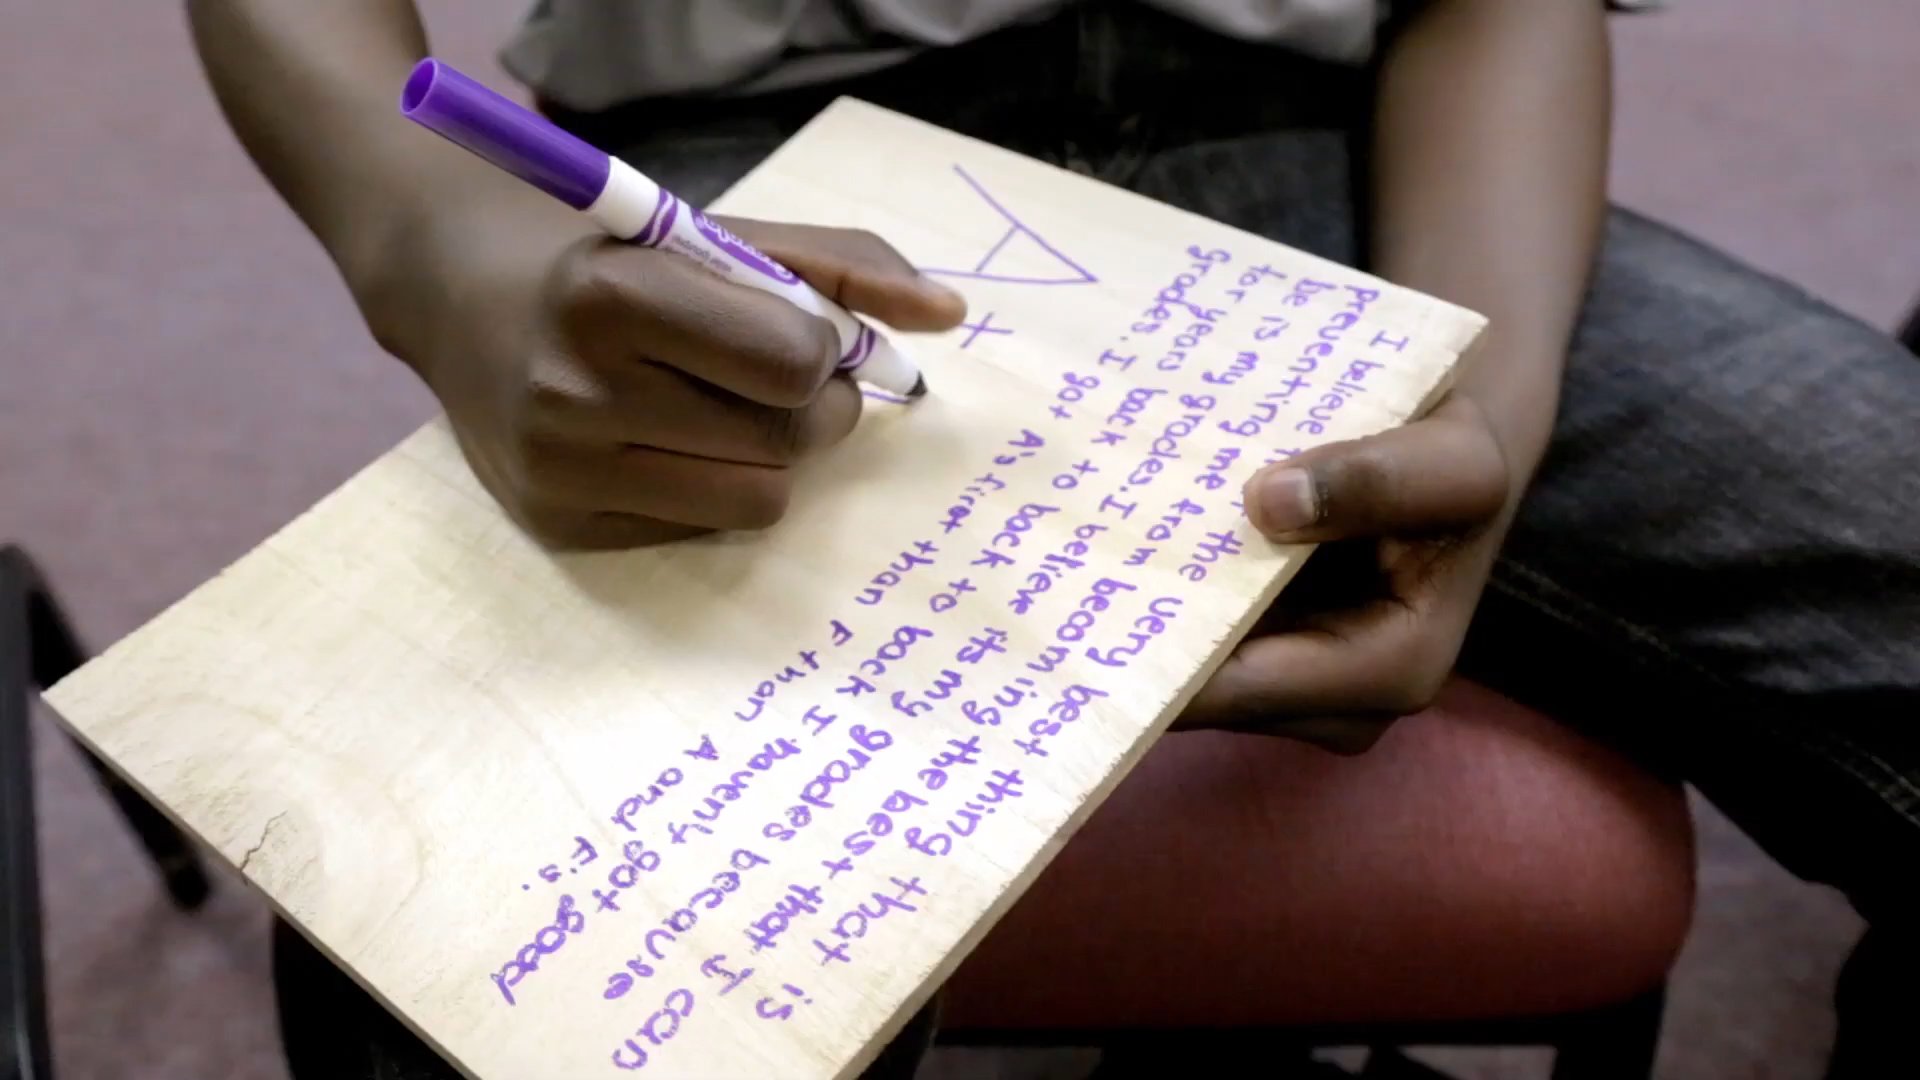 I believe the very best thing that is
preventing me from becoming the best that I can
be is my grades. I believe its my grades because
for years back to back to back I haveny got good
grades. I got A's first than F than A and F's.
A+
Crayola